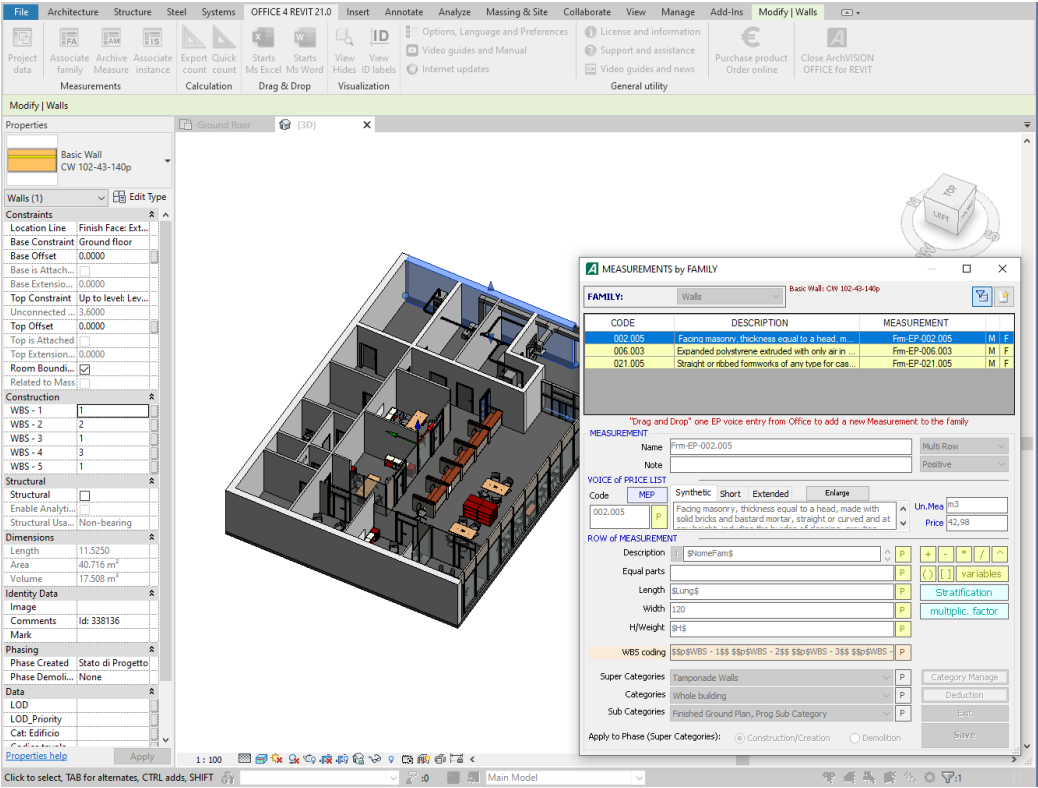 File Architecture Structure Steel Systems OFFICE 4 REVIT 21.0 Insert Annotate Analyze Massing & Site Collaborate View Manage Add-Ins Modify | Walls
FA AM IS X W ID
Options, Language and Preferences
License and information
Video guides and Manual
Support and assistance
Internet updates
Video guides and news
Project data
Associate family
Archive Measure
Associate instance
Export count
Quick count
Starts Ms Excel
Starts Ms Word
View Hides
View ID labels
Purchase product Order online
Close ArchVISION OFFICE for REVIT
Measurements Calculation Drag & Drop Visualization General utility
Modify | Walls
Properties
Ground floor
(3D)
Basic Wall
CW 102-43-140p
Walls (1) Edit Type
Constraints
Location Line Finish Face: Ext...
Base Constraint Ground floor
Base Offset 0.0000
Base is Attach...
Base Extensio... 0.0000
Top Constraint Up to level: Lev...
Unconnected ... 3.6000
Top Offset 0.0000
Top is Attached
Top Extension... 0.0000
Room Boundi...
Related to Mass
Construction
WBS - 1 1
WBS - 2 2
WBS - 3 1
WBS - 4 3
WBS - 5 1
Structural
Structural
Enable Analyti...
Structural Usa... Non-bearing
Dimensions
Length 11.5250
Area 40.716 m²
Volume 17.508 m³
Identity Data
Image
Comments Id: 338136
Mark
Phasing
Phase Created Stato di Progetto
Phase Demoli... None
Data
LOD
LOD_Priority
Cat: Edificio
Properties help Apply
TOP
LEFT
MEASUREMENTS by FAMILY
FAMILY: Walls Basic Wall: CW 102-43-140p
CODE DESCRIPTION MEASUREMENT
002.005 Facing masonry, thickness equal to a head, m... Frm-EP-002.005 M F
006.003 Expanded polystyrene extruded with only air in ... Frm-EP-006.003 M F
021.005 Straight or ribbed formworks of any type for cas... Frm-EP-021.005 M F
"Drag and Drop" one EP voice entry from Office to add a new Measurement to the family
MEASUREMENT
Name Frm-EP-002.005 Multi Row
Note Positive
VOICE of PRICE LIST
Code MEP Synthetic Short Extended Enlarge
002.005 P
Facing masonry, thickness equal to a head, made with
solid bricks and bastard mortar, straight or curved and at
Un.Mea m3
Price 42,98
ROW of MEASUREMENT
Description 1 $NomeFam$ P + - * / ^
Equal parts P () [] variables
Length $Lung$ P Stratification
Width 120 P multiplic. factor
H/Weight $H$ P
WBS coding $$p$WBS - 1$$ $$p$WBS - 2$$ $$p$WBS - 3$$ $$p$WBS - P
Super Categories Tamponade Walls P Category Manage
Categories Whole building P Deduction
Sub Categories Finished Ground Plan, Prog Sub Category P Exit
Apply to Phase (Super Categories): Construction/Creation Demolition Save
1 : 100
Click to select, TAB for alternates, CTRL adds, SHIFT :0 Main Model :1